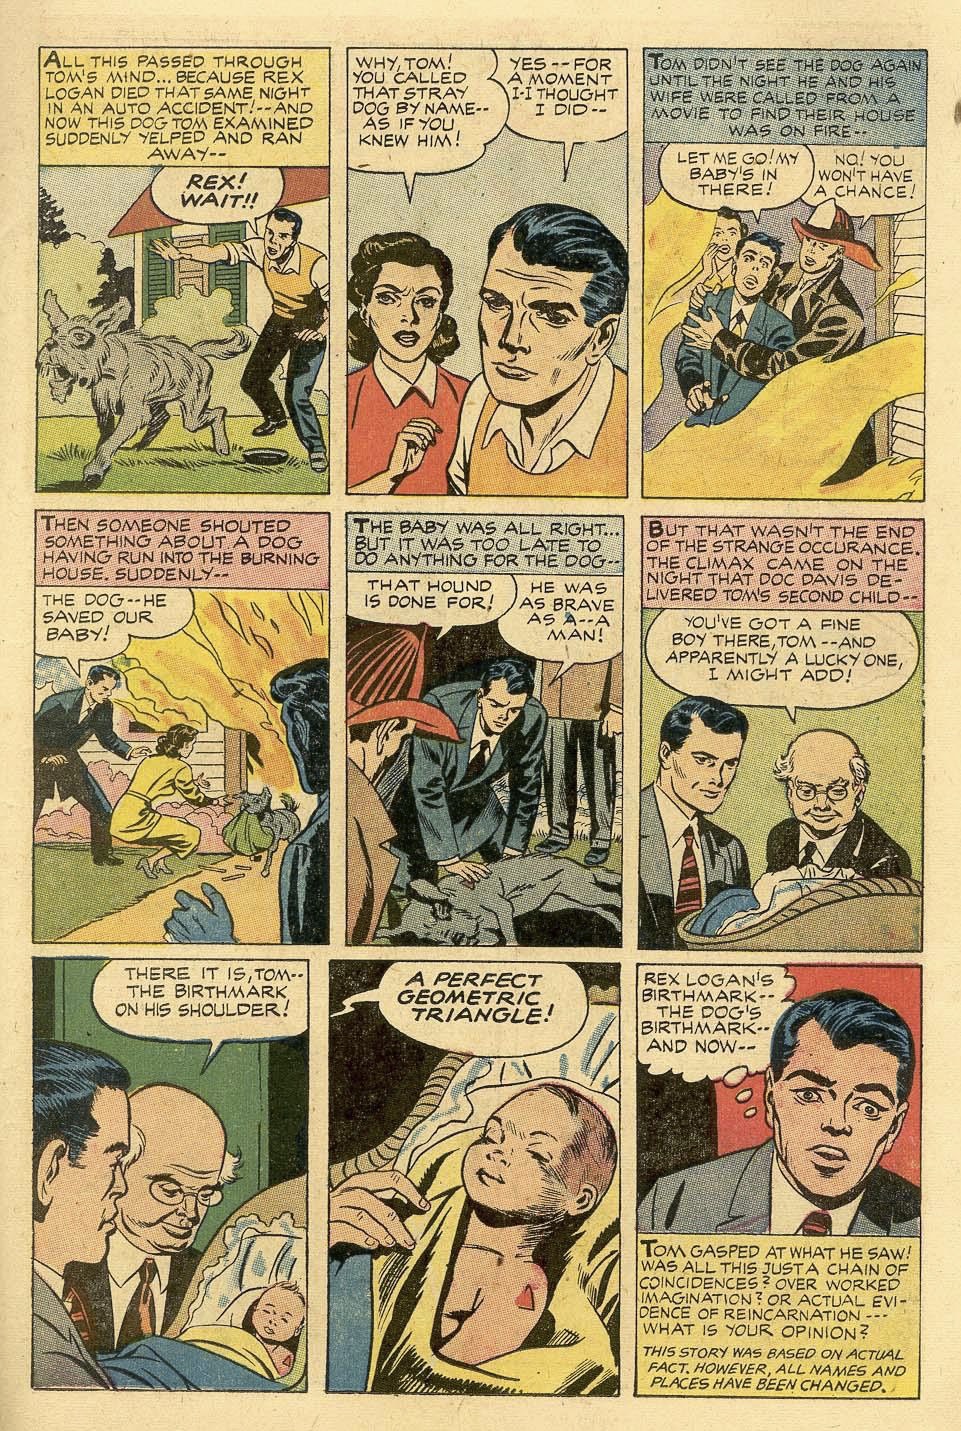 ALL THIS PASSED THROUGH
TOM'S MIND...BECAUSE REX
LOGAN DIED THAT SAME NIGHT
IN AN AUTO ACCIDENT!--AND
NOW THIS DOG TOM EXAMINED
SUDDENLY YELPED AND RAN
AWAY--
REX!
WAIT!!
WHY, TOM!
YOU CALLED
THAT STRAY
DOG BY NAME--
AS IF YOU
KNEW HIM!
YES--FOR
A MOMENT
I-I THOUGHT
I DID--
TOM DIDN'T SEE THE DOG AGAIN
UNTIL THE NIGHT HE AND HIS
WIFE WERE CALLED FROM A
MOVIE TO FIND THEIR HOUSE
WAS ON FIRE--
LET ME GO! MY
BABY'S IN
THERE!
NO! YOU
WON'T HAVE
A CHANCE!
THEN SOMEONE SHOUTED
SOMETHING ABOUT A DOG
HAVING RUN INTO THE BURNING
HOUSE. SUDDENLY--
THE DOG--HE
SAVED OUR
BABY!
THE BABY WAS ALL RIGHT...
BUT IT WAS TOO LATE TO
DO ANYTHING FOR THE DOG--
THAT HOUND
IS DONE FOR!
HE WAS
AS BRAVE
AS A--A
MAN!
BUT THAT WASN'T THE END
OF THE STRANGE OCCURANCE.
THE CLIMAX CAME ON THE
NIGHT THAT DOC DAVIS DE-
LIVERED TOM'S SECOND CHILD--
YOU'VE GOT A FINE
BOY THERE, TOM--AND
APPARENTLY A LUCKY ONE,
I MIGHT ADD!
THERE IT IS, TOM--
THE BIRTHMARK
ON HIS SHOULDER!
A PERFECT
GEOMETRIC
TRIANGLE!
REX LOGAN'S
BIRTHMARK--
THE DOG'S
BIRTHMARK--
AND NOW--
TOM GASPED AT WHAT HE SAW!
WAS ALL THIS JUST A CHAIN OF
COINCIDENCES? OVER WORKED
IMAGINATION? OR ACTUAL EVI-
DENCE OF REINCARNATION---
WHAT IS YOUR OPINION?
THIS STORY WAS BASED ON ACTUAL
FACT. HOWEVER, ALL NAMES AND
PLACES HAVE BEEN CHANGED.